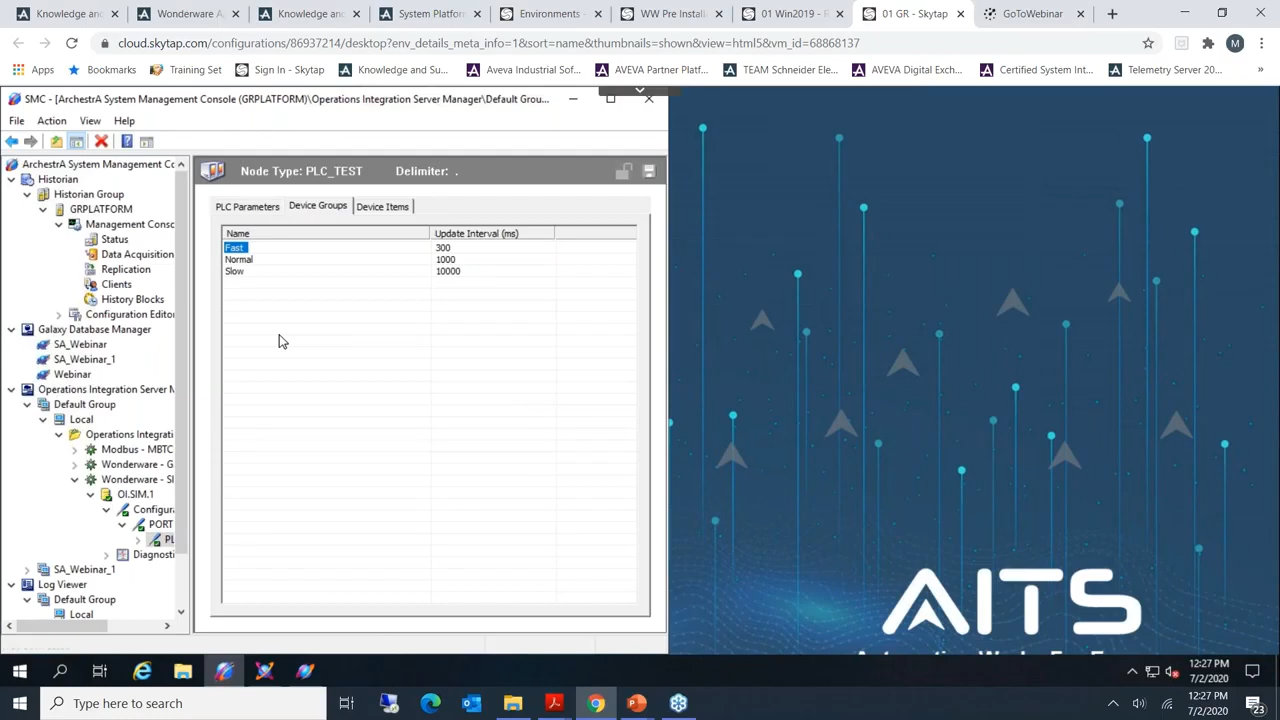 Knowledge and
Wonderware Ap
Knowledge and
System Platform
Environments
WW Pre Install
01 Win2019 - R
01 GR - Skytap
GoToWebinar
cloud.skytap.com/configurations/86937214/desktop?env_details_meta_info=1&sort=name&thumbnails=shown&view=html5&vm_id=68868137
M
Apps
Bookmarks
Training Set
Sign In - Skytap
Knowledge and Su...
Aveva Industrial Sof...
AVEVA Partner Platf...
TEAM Schneider Ele...
AVEVA Digital Exch...
Certified System Int...
Telemetry Server 20...
SMC - [ArchestrA System Management Console (GRPLATFORM)\Operations Integration Server Manager\Default Grou...
File Action View Help
ArchestrA System Management Cc
Historian
Historian Group
GRPLATFORM
Management Consc
Status
Data Acquisition
Replication
Clients
History Blocks
Configuration Editor
Galaxy Database Manager
SA_Webinar
SA_Webinar_1
Webinar
Operations Integration Server M
Default Group
Local
Operations Integrati
Modbus - MBTC
Wonderware - G
Wonderware - SI
OI.SIM.1
Configura
PORT
PL
Diagnosti
SA_Webinar_1
Log Viewer
Default Group
Local
Node Type: PLC_TEST Delimiter: .
PLC Parameters Device Groups Device Items
Name Update Interval (ms)
Fast 300
Normal 1000
Slow 10000
AITS
12:27 PM
7/2/2020
Type here to search
12:27 PM
7/2/2020
23